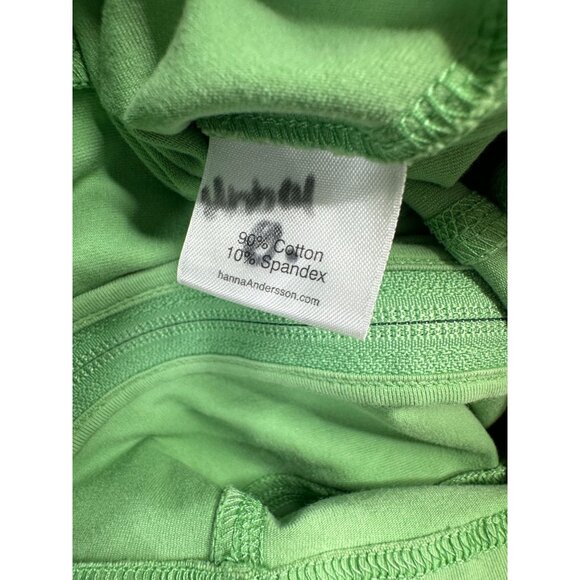 90% Cotton
10% Spandex
hannaAndersson.com